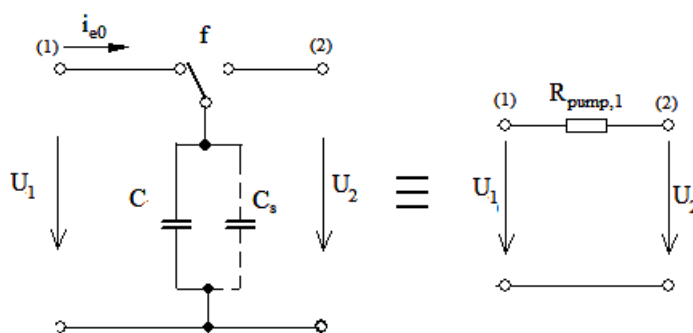 i_e0
f
(1)
(2)
U_1
C
C_s
U_2
(1)
R_pump,1
(2)
U_1
U_2